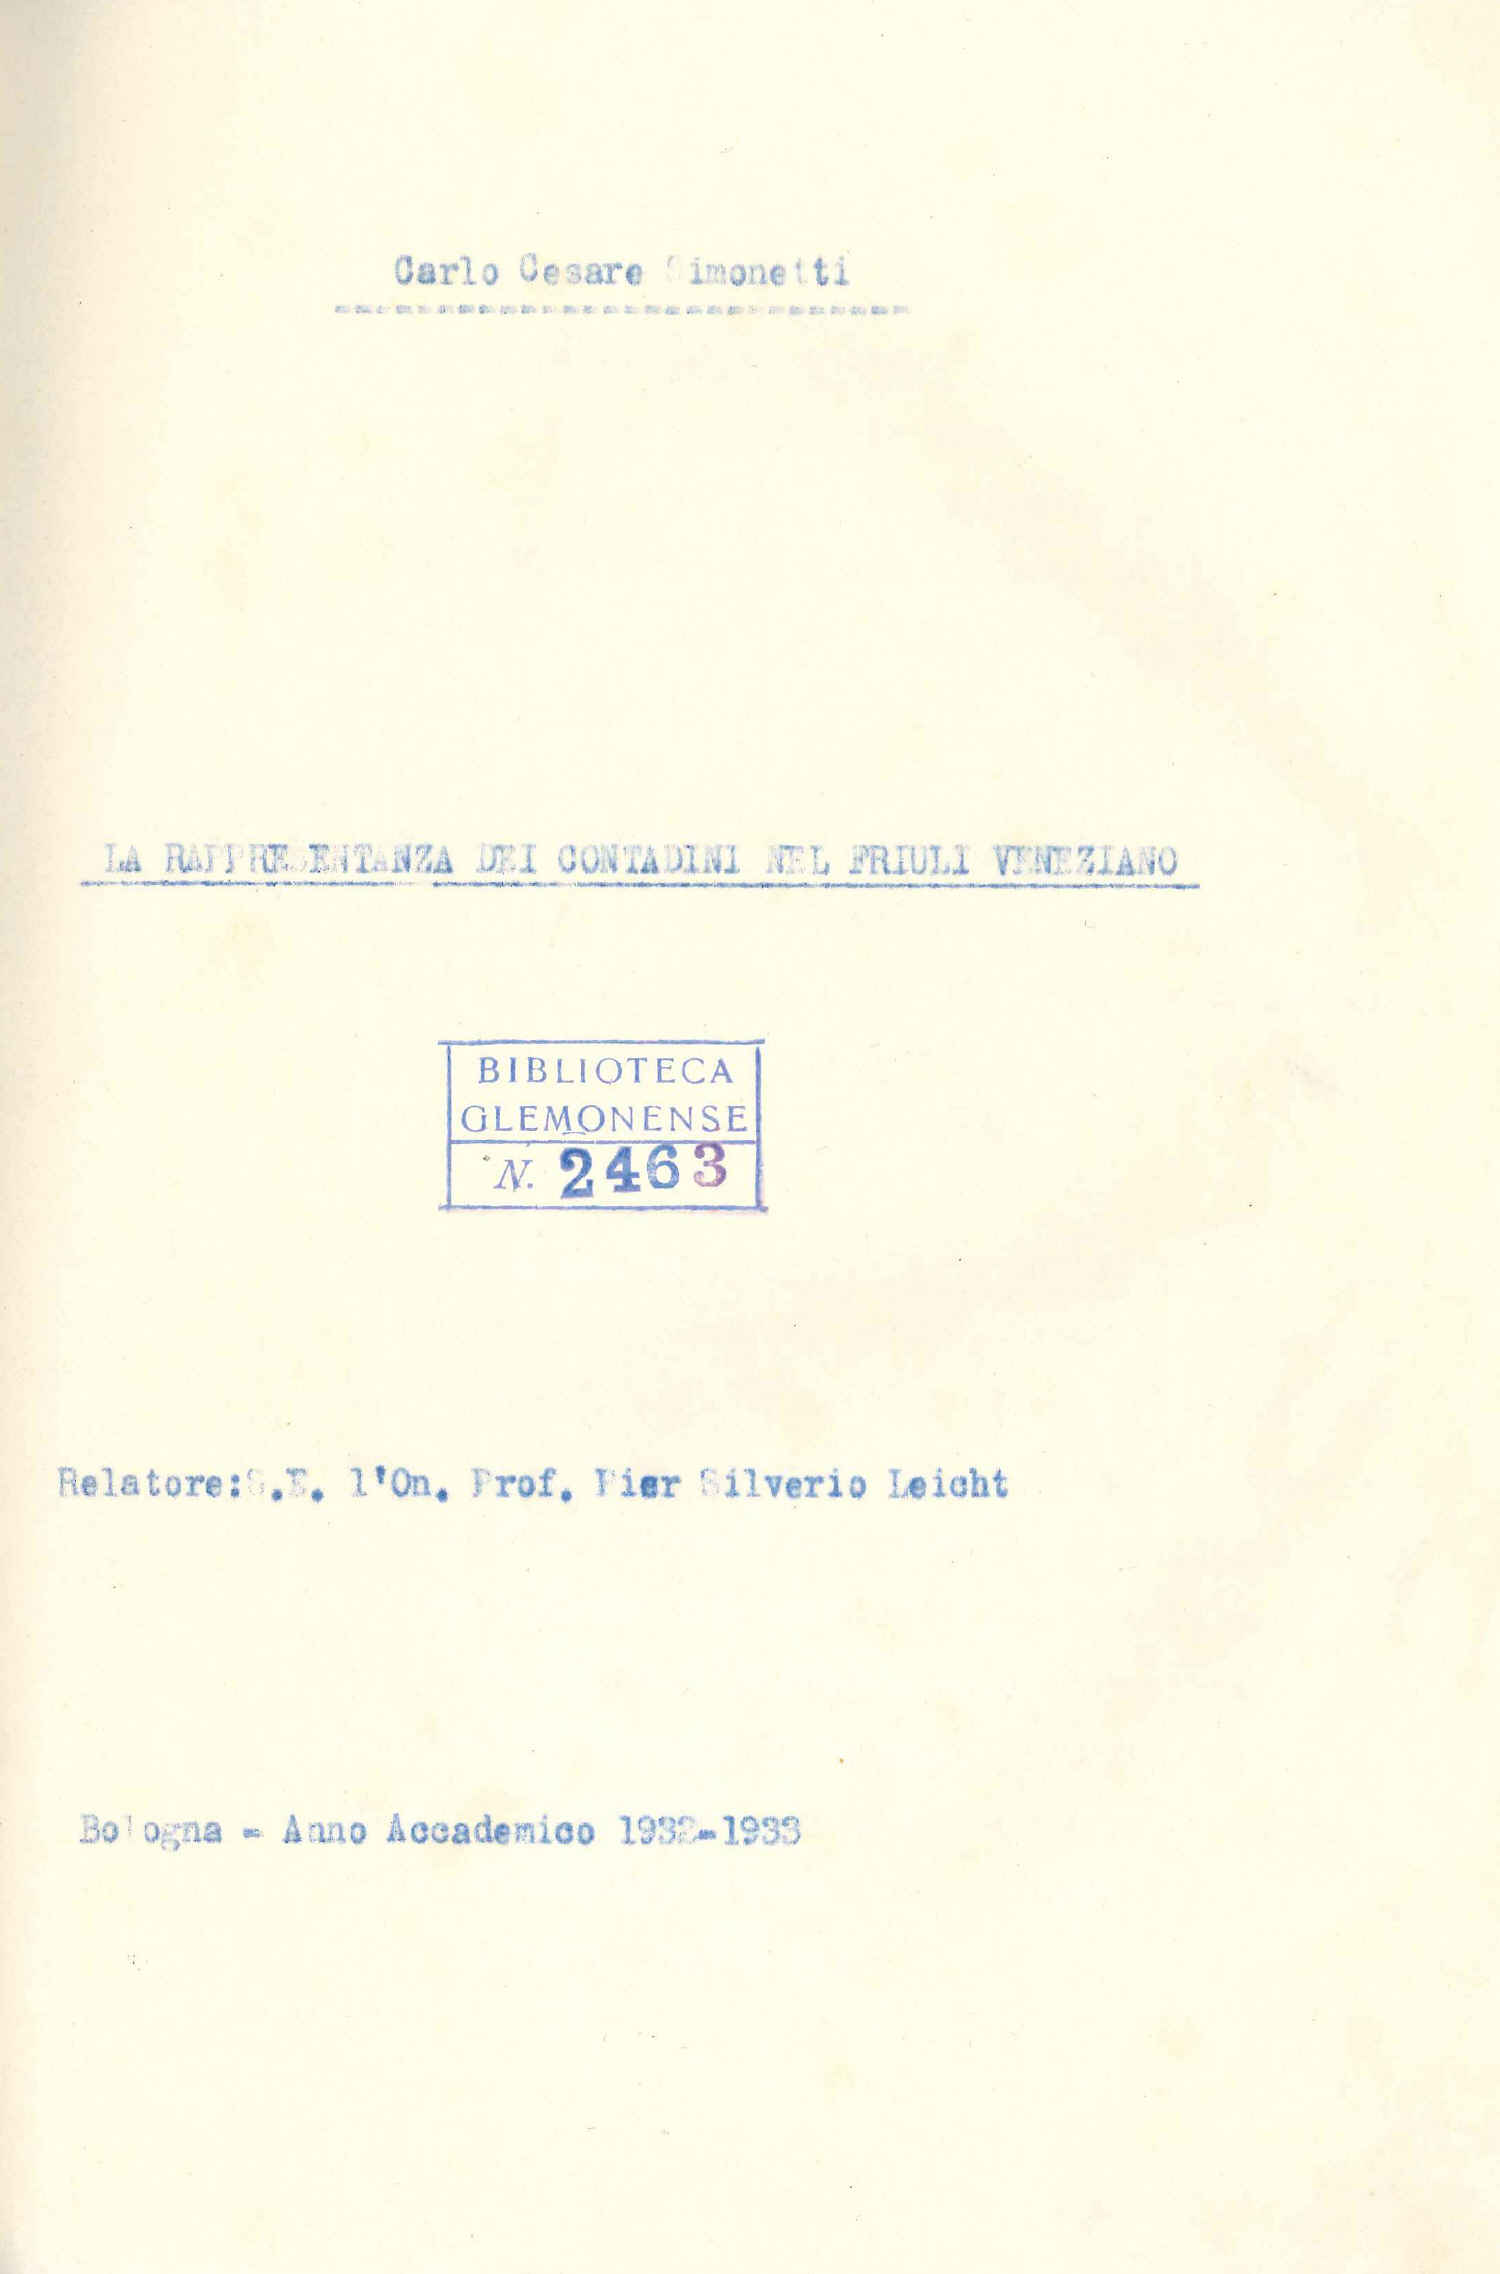 Carlo Cesare Simonetti
LA RAPPRESENTANZA DEI CONTADINI NEL FRIULI VENEZIANO
BIBLIOTECA
GLEMONENSE
N. 2463
Relatore:S.E. l'On. Prof. Pier Silverio Leicht
Bologna - Anno Accademico 1932-1933